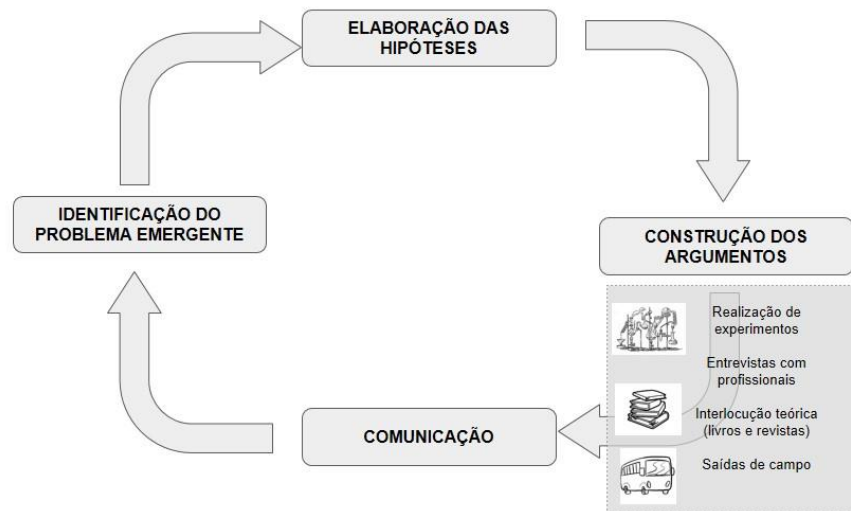 ELABORAÇÃO DAS
HIPÓTESES
IDENTIFICAÇÃO DO
PROBLEMA EMERGENTE
CONSTRUÇÃO DOS
ARGUMENTOS
Realização de
experimentos
Entrevistas com
profissionais
Interlocução teórica
(livros e revistas)
Saídas de campo
COMUNICAÇÃO